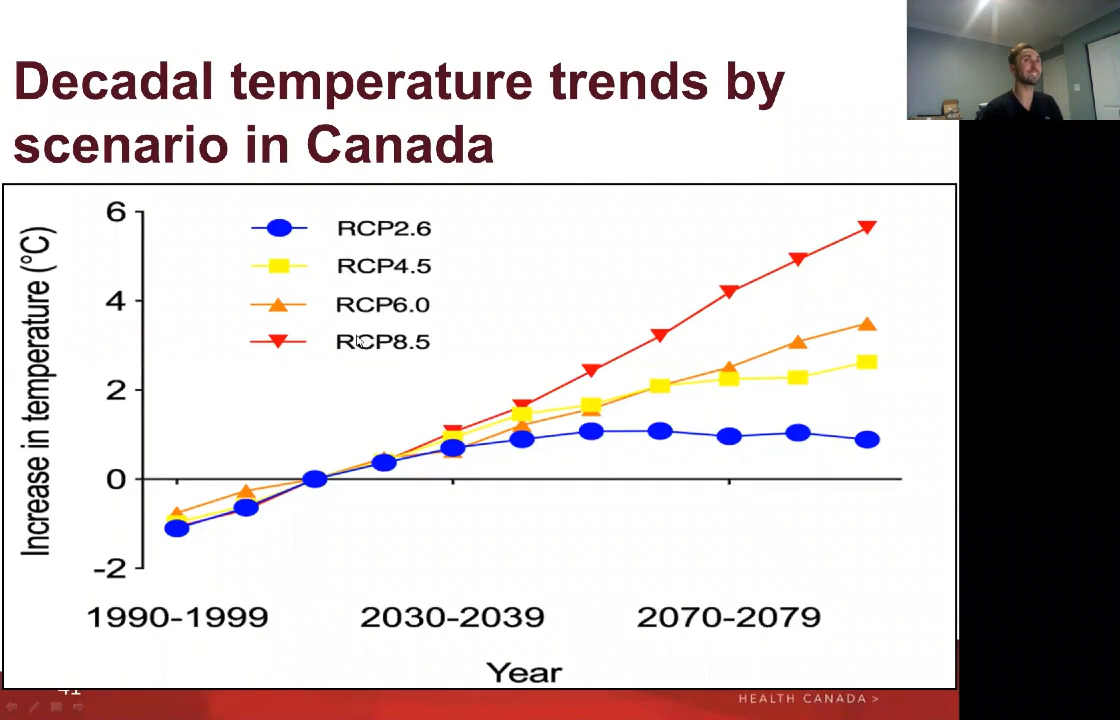 Decadal temperature trends by
scenario in Canada
Increase in temperature (°C)
6
4
2
0
-2
RCP2.6
RCP4.5
RCP6.0
RCP8.5
1990-1999 2030-2039 2070-2079
Year
41
HEALTH CANADA >